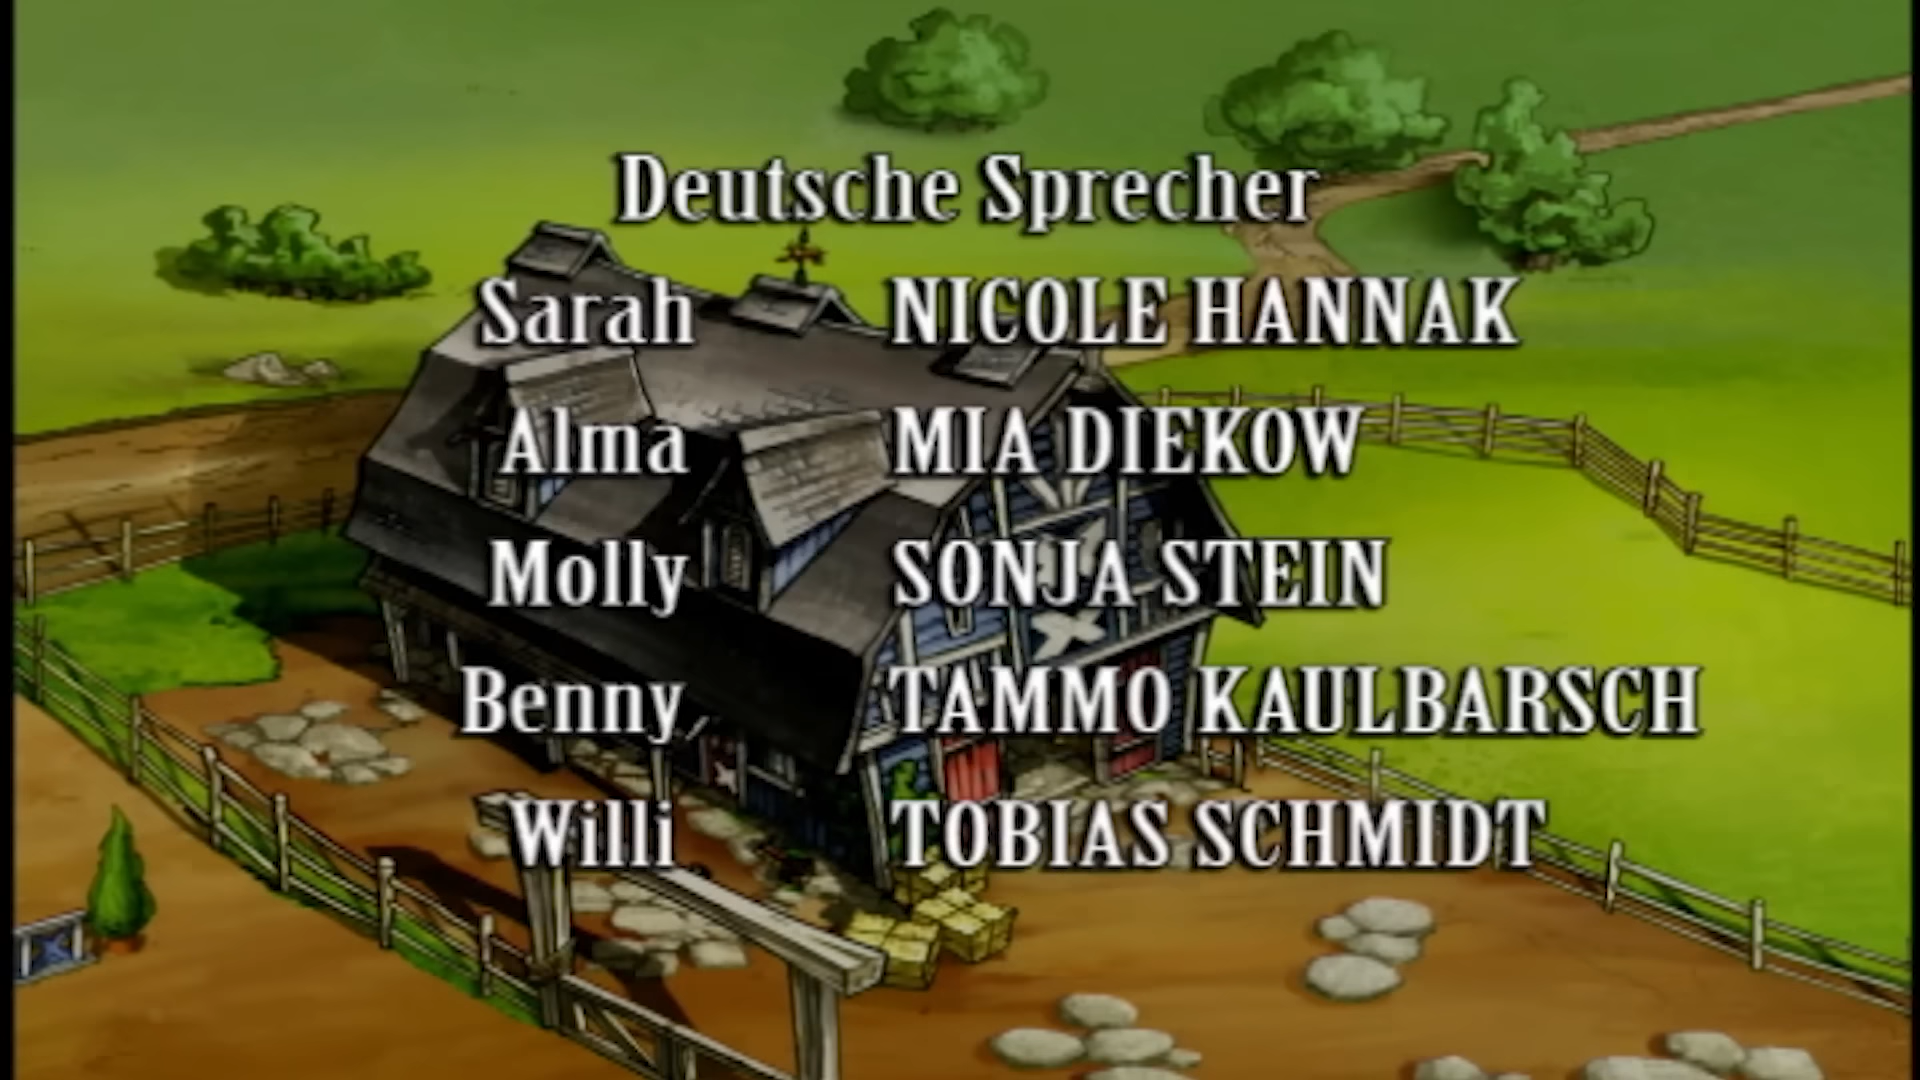 Deutsche Sprecher
Sarah NICOLE HANNAK
Alma MIA DIEKOW
Molly SONJA STEIN
Benny TAMMO KAULBARSCH
Willi TOBIAS SCHMIDT